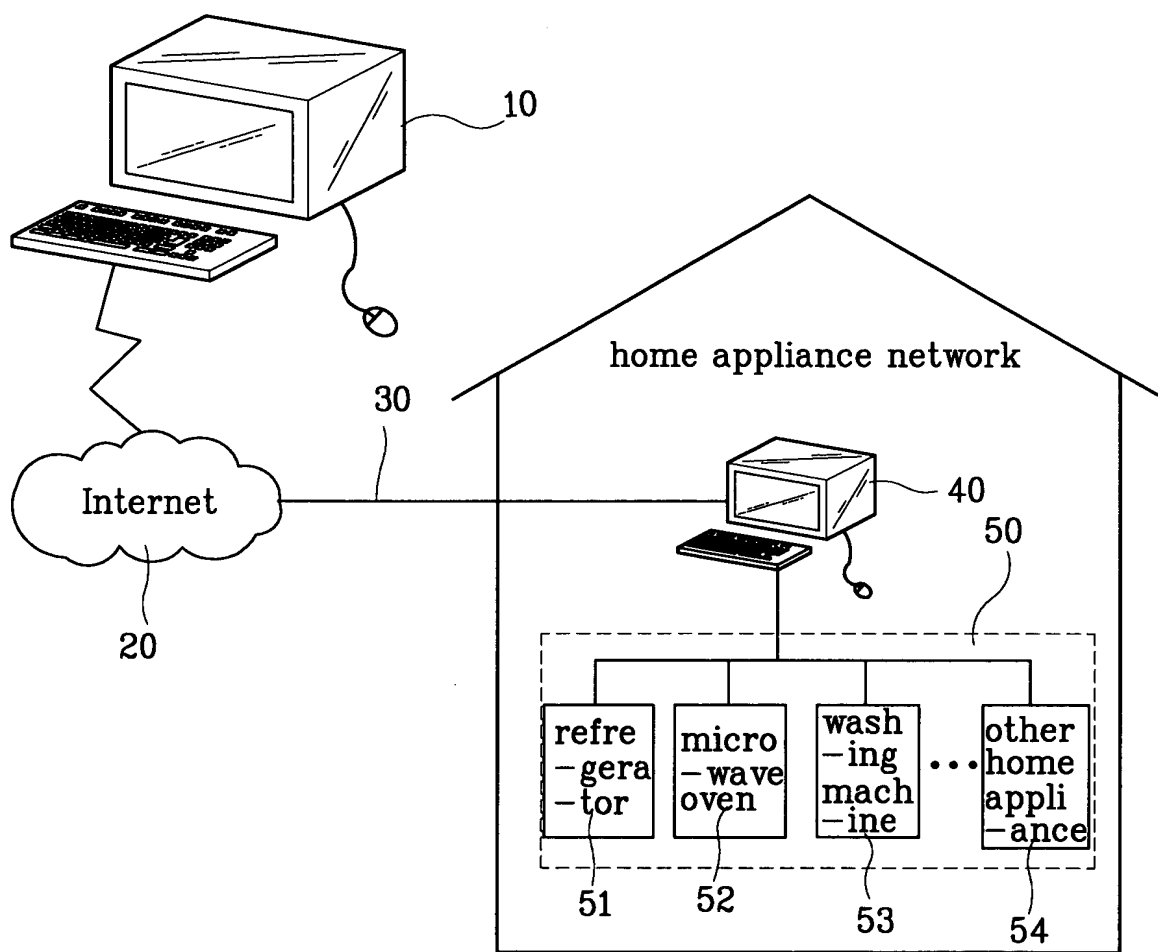 10
home appliance network
30
Internet
40
50
20
refre
-gera
-tor
micro
-wave
oven
wash
-ing
mach
-ine
•••
other
home
appli
-ance
51
52
53
54